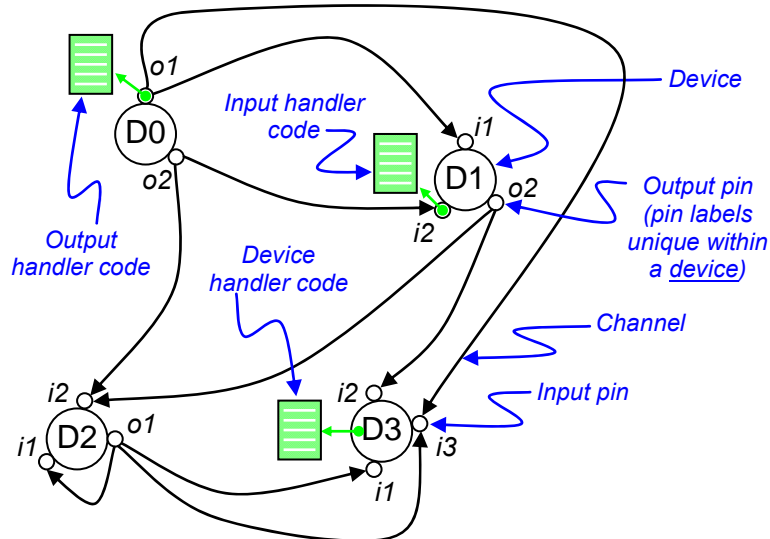 o1
D0
o2
Output
handler code
Input handler
code
i1
D1
o2
i2
Device
Output pin
(pin labels
unique within
a device)
Device
handler code
Channel
Input pin
i2
D2
o1
i1
i2
D3
i3
i1